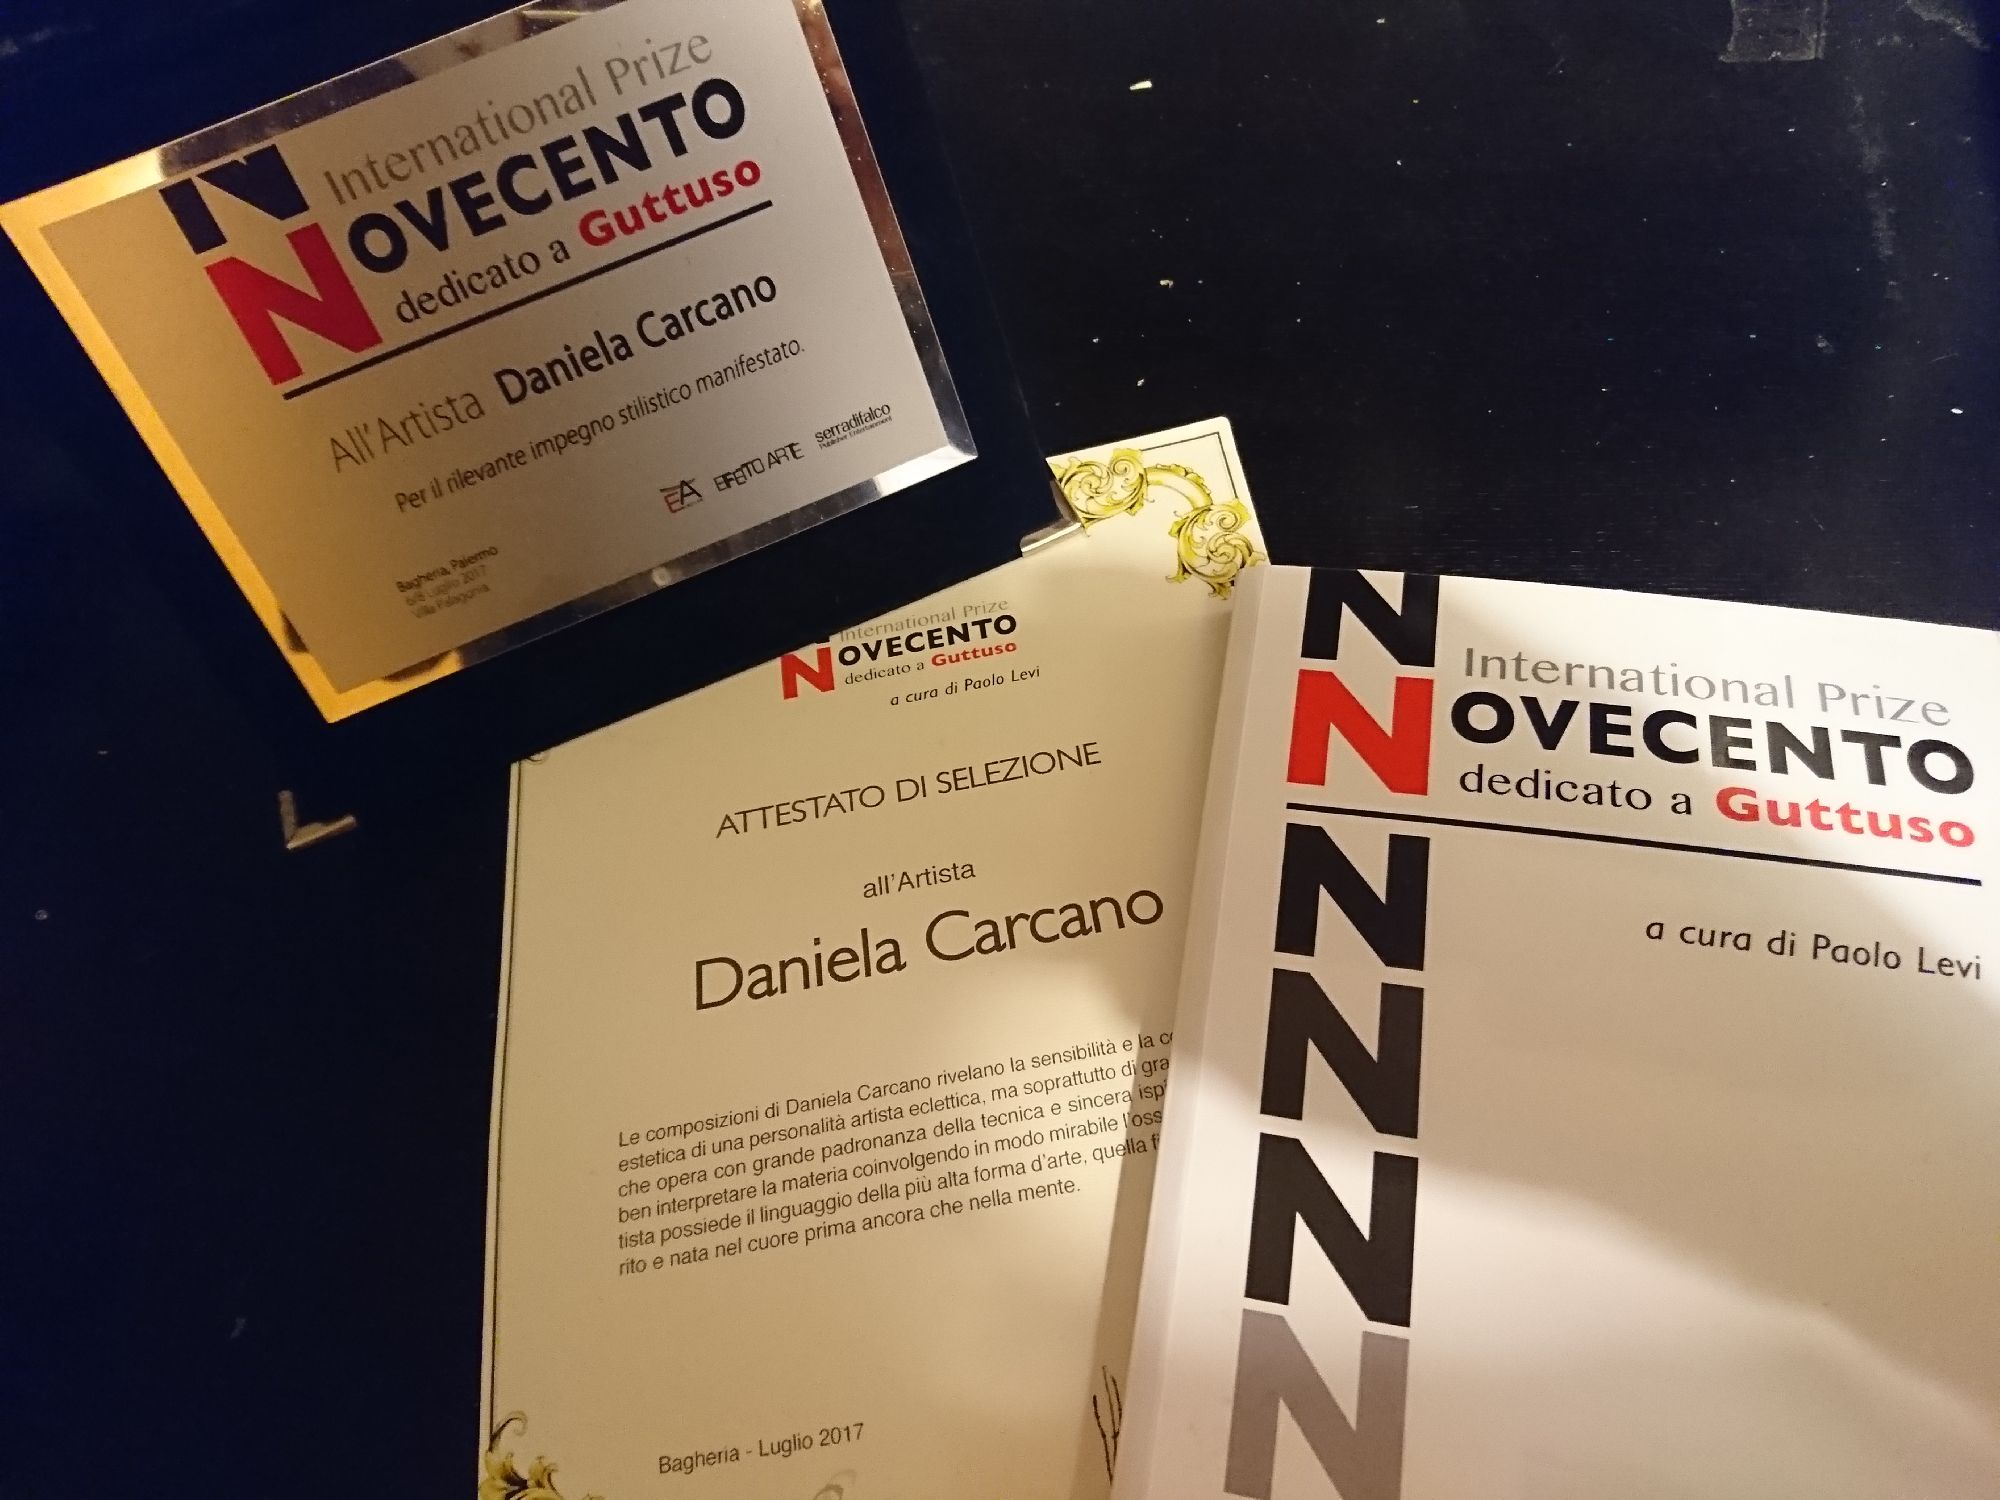 International Prize
NOVECENTO
dedicato a Guttuso
All'Artista Daniela Carcano
Per il rilevante impegno stilistico manifestato.
EA EFFETTO ARTE serradifalco
Publisher Entertainment
Bagheria, Palermo
6/8 Luglio 2017
Villa Palagonia
International Prize
NOVECENTO
dedicato a Guttuso
a cura di Paolo Levi
ATTESTATO DI SELEZIONE
all'Artista
Daniela Carcano
Le composizioni di Daniela Carcano rivelano la sensibilità e la
estetica di una personalità artista eclettica, ma soprattutto di
che opera con grande padronanza della tecnica e sincera
ben interpretare la materia coinvolgendo in modo mirabile
tista possiede il linguaggio della più alta forma d'arte, quella
rito e nata nel cuore prima ancora che nella mente.
Bagheria - Luglio 2017
International Prize
NOVECENTO
dedicato a Guttuso
a cura di Paolo Levi
N
N
N
N
N